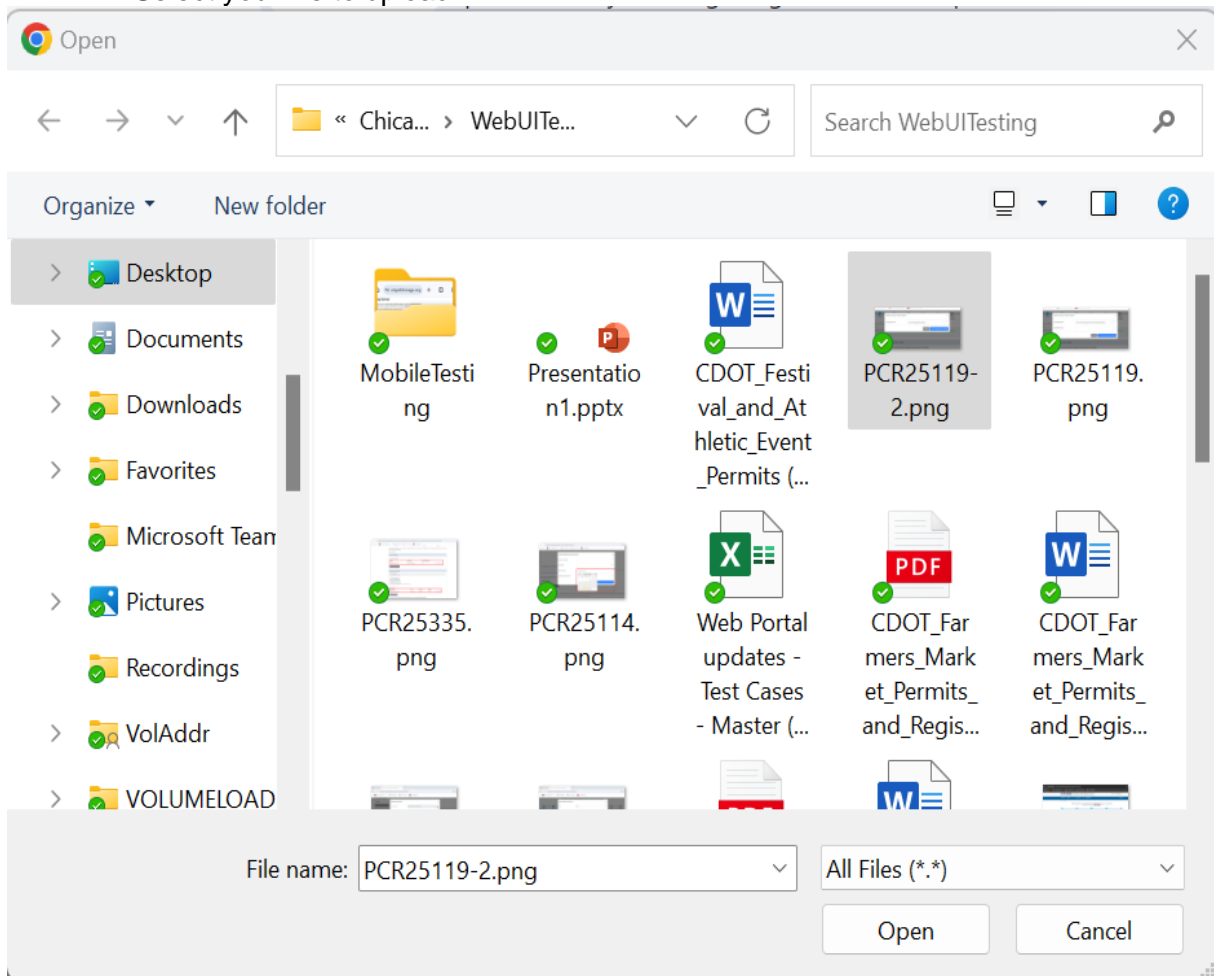 Open
« Chica... > WebUITe...
Search WebUITesting
Organize
New folder
Desktop
Documents
Downloads
Favorites
Microsoft Team
Pictures
Recordings
VolAddr
VOLUMELOAD
MobileTesti
ng
Presentatio
n1.pptx
CDOT_Festi
val_and_At
hletic_Event
_Permits (...
PCR25119-
2.png
PCR25119.
png
PCR25335.
png
PCR25114.
png
Web Portal
updates -
Test Cases
- Master (...
PDF
CDOT_Far
mers_Mark
et_Permits_
and_Regis...
CDOT_Far
mers_Mark
et_Permits_
and_Regis...
File name: PCR25119-2.png
All Files (*.*)
Open
Cancel